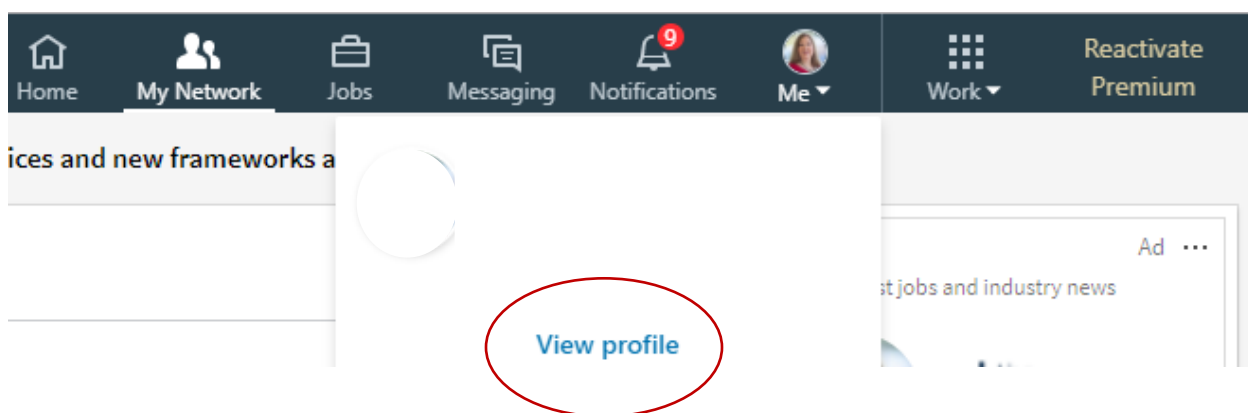 Home
My Network
Jobs
Messaging
9
Notifications
Me
Work
Reactivate
Premium
ices and new frameworks a
Ad
st jobs and industry news
View profile